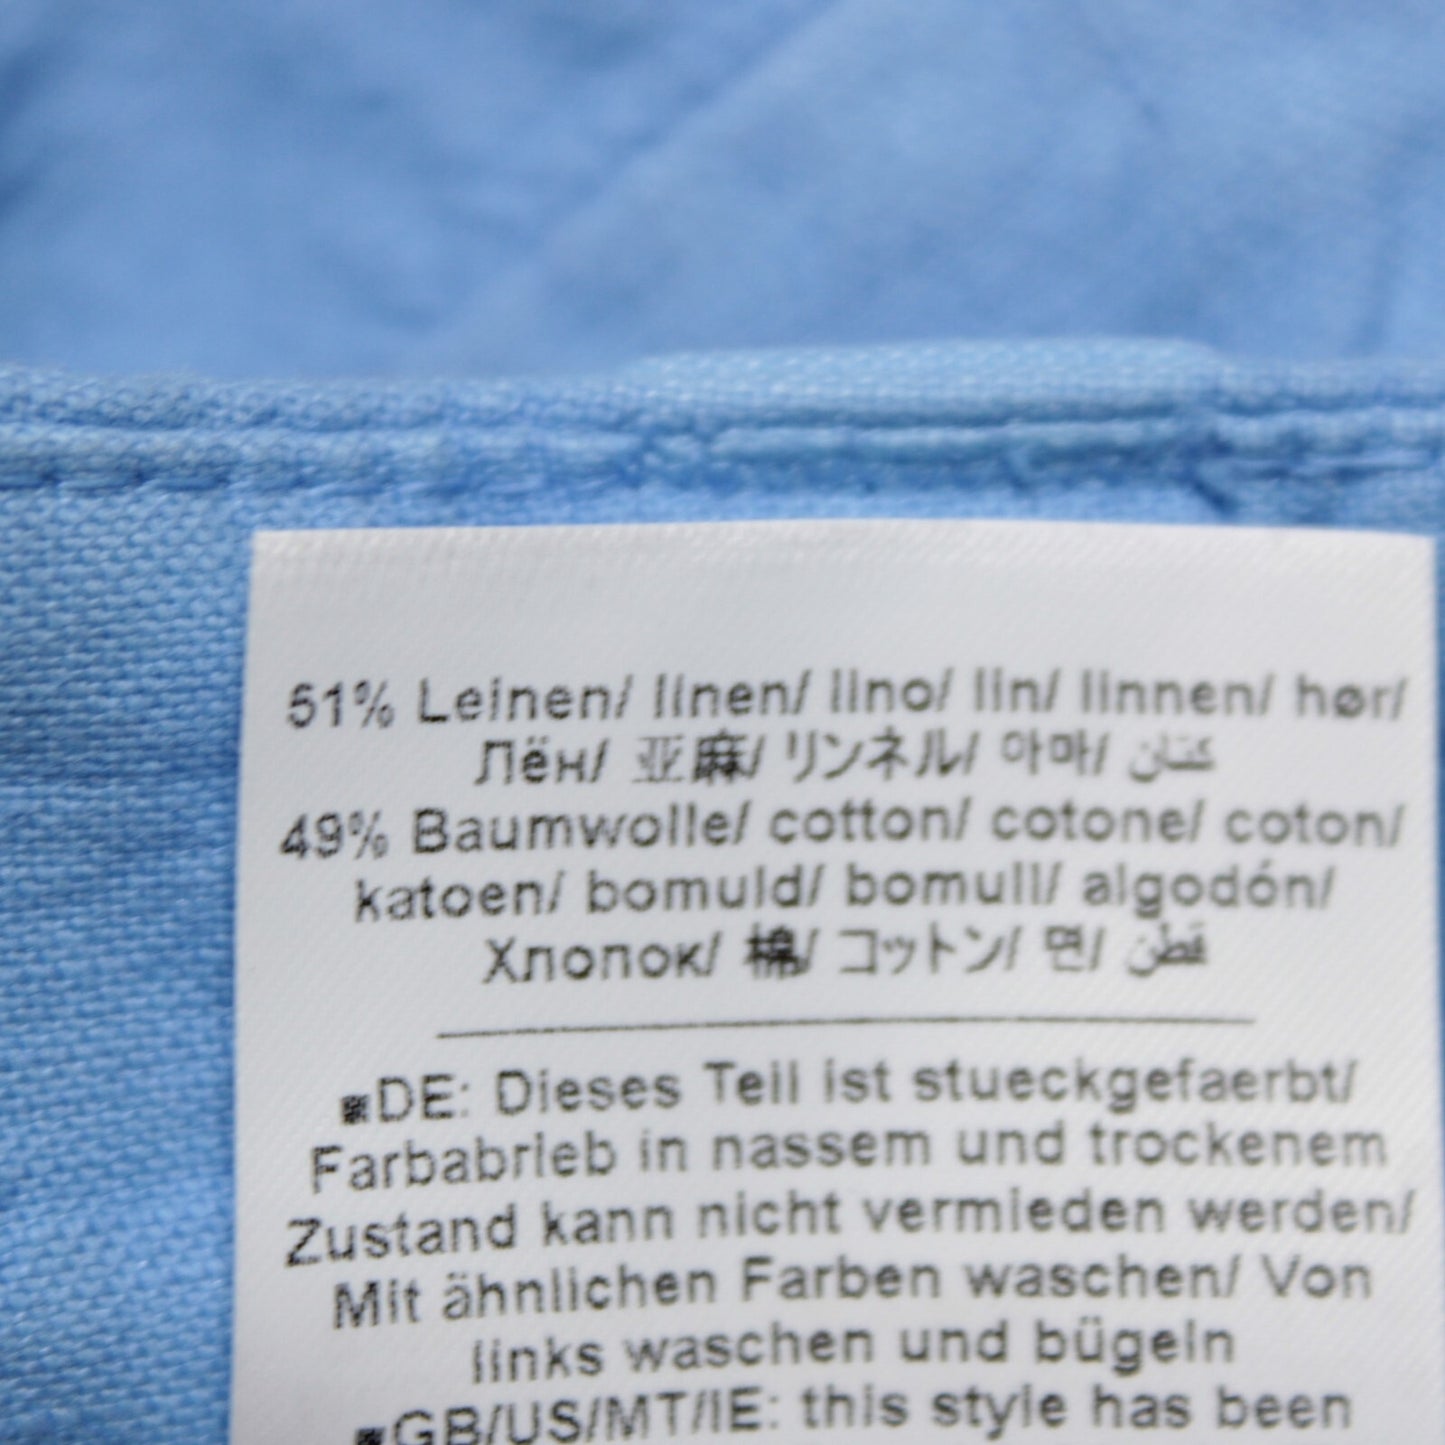 51% Leinen/ linen/ lino/ lin/ linnen/ hør/
Лён/ 亚麻/ リンネル/ 아마/ كتان
49% Baumwolle/ cotton/ cotone/ coton/
katoen/ bomuld/ bomull/ algodón/
Хлопок/ 棉/ コットン/ 면/ قطن
■DE: Dieses Teil ist stueckgefaerbt/
Farbabrieb in nassem und trockenem
Zustand kann nicht vermieden werden/
Mit ähnlichen Farben waschen/ Von
links waschen und bügeln
■GB/US/MT/IE: this style has been